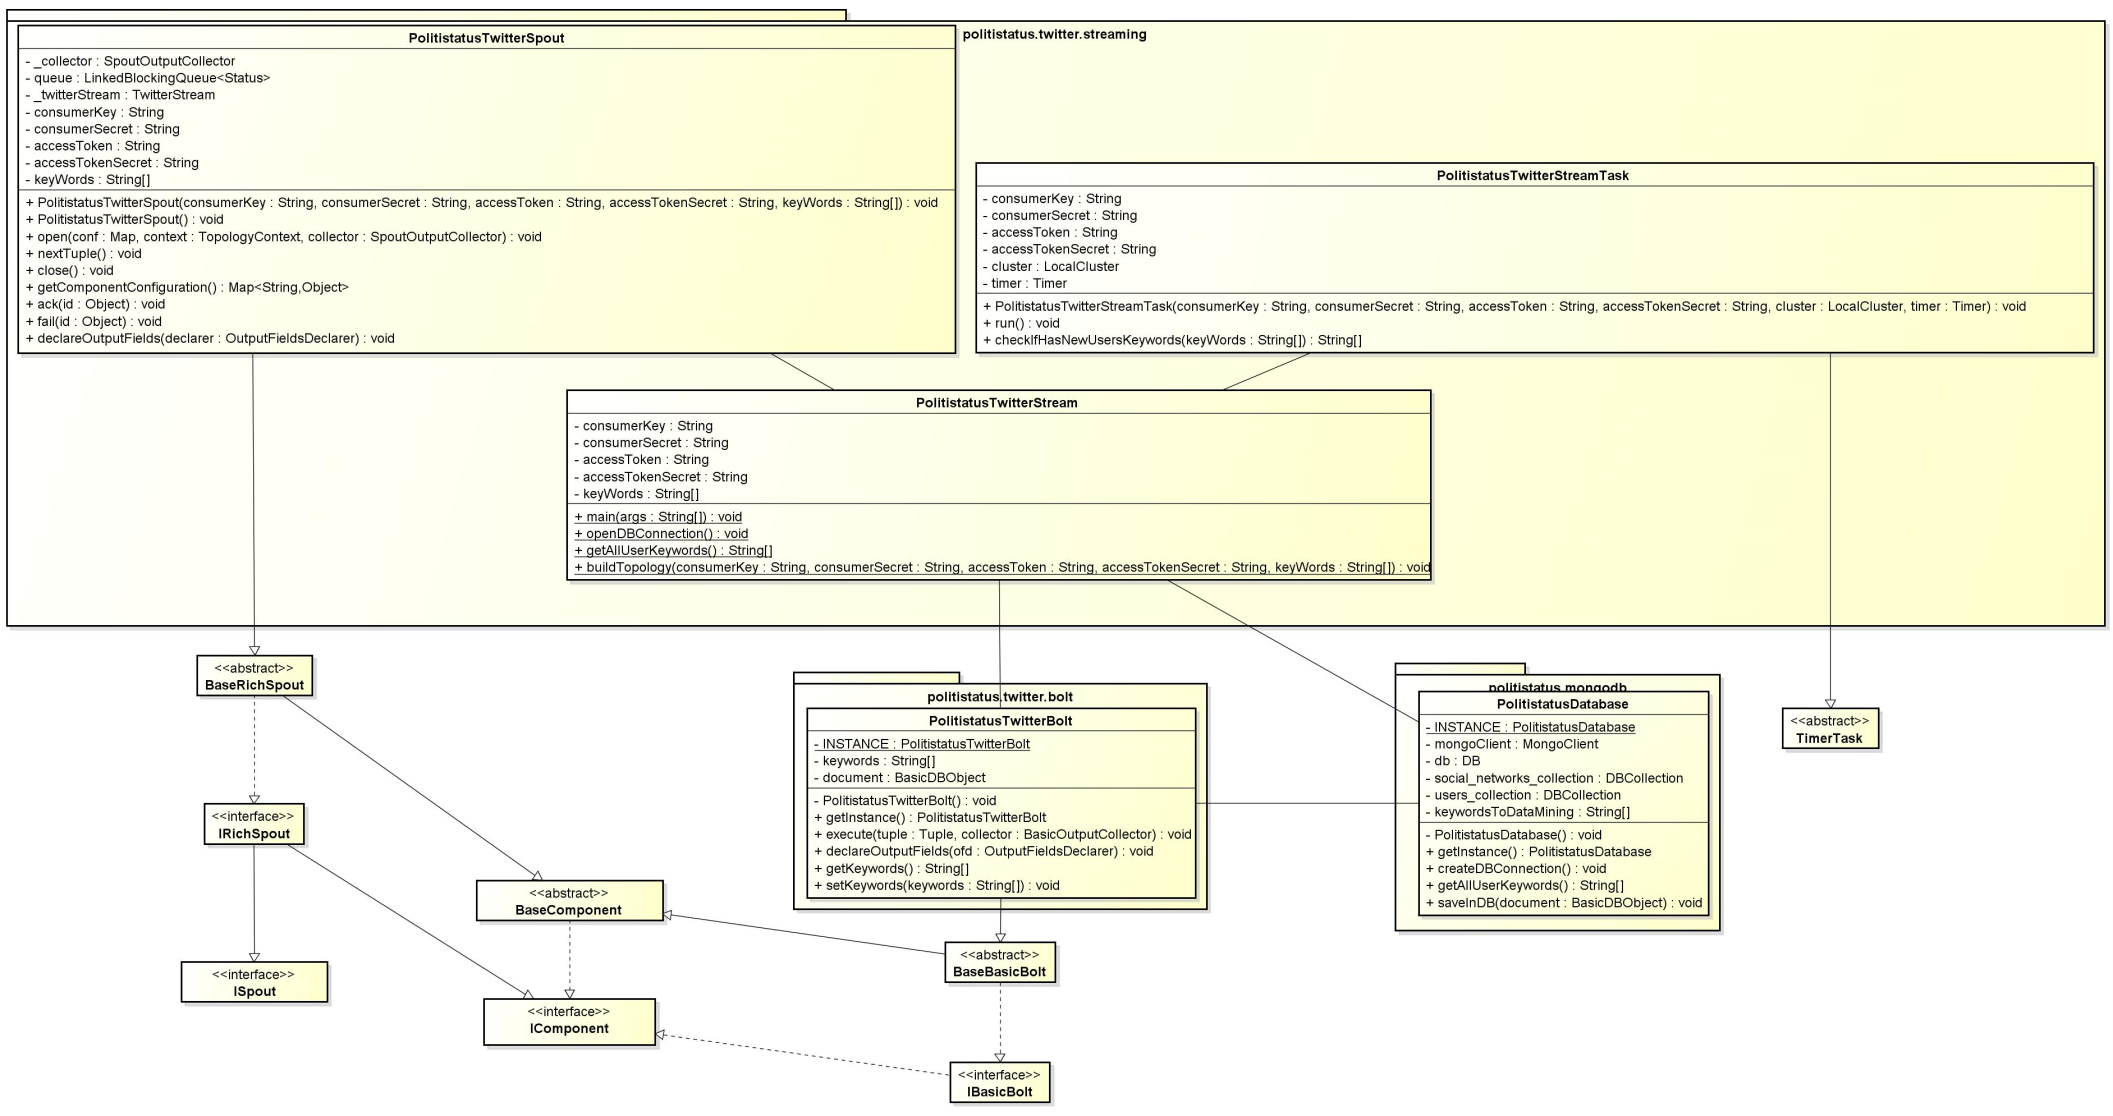 politistatus.twitter.streaming
PolitistatusTwitterSpout
- _collector : SpoutOutputCollector
- queue : LinkedBlockingQueue<Status>
- _twitterStream : TwitterStream
- consumerKey : String
- consumerSecret : String
- accessToken : String
- accessTokenSecret : String
- keyWords : String[]
+ PolitistatusTwitterSpout(consumerKey : String, consumerSecret : String, accessToken : String, accessTokenSecret : String, keyWords : String[]) : void
+ PolitistatusTwitterSpout() : void
+ open(conf : Map, context : TopologyContext, collector : SpoutOutputCollector) : void
+ nextTuple() : void
+ close() : void
+ getComponentConfiguration() : Map<String,Object>
+ ack(id : Object) : void
+ fail(id : Object) : void
+ declareOutputFields(declarer : OutputFieldsDeclarer) : void
PolitistatusTwitterStreamTask
- consumerKey : String
- consumerSecret : String
- accessToken : String
- accessTokenSecret : String
- cluster : LocalCluster
- timer : Timer
+ PolitistatusTwitterStreamTask(consumerKey : String, consumerSecret : String, accessToken : String, accessTokenSecret : String, cluster : LocalCluster, timer : Timer) : void
+ run() : void
+ checkIfHasNewUsersKeywords(keyWords : String[]) : String[]
PolitistatusTwitterStream
- consumerKey : String
- consumerSecret : String
- accessToken : String
- accessTokenSecret : String
- keyWords : String[]
+ main(args : String[]) : void
+ openDBConnection() : void
+ getAllUserKeywords() : String[]
+ buildTopology(consumerKey : String, consumerSecret : String, accessToken : String, accessTokenSecret : String, keyWords : String[]) : void
<<abstract>>
BaseRichSpout
politistatus.twitter.bolt
PolitistatusTwitterBolt
- INSTANCE : PolitistatusTwitterBolt
- keywords : String[]
- document : BasicDBObject
- PolitistatusTwitterBolt() : void
+ getInstance() : PolitistatusTwitterBolt
+ execute(tuple : Tuple, collector : BasicOutputCollector) : void
+ declareOutputFields(ofd : OutputFieldsDeclarer) : void
+ getKeywords() : String[]
+ setKeywords(keywords : String[]) : void
politistatus.mongodb
PolitistatusDatabase
- INSTANCE : PolitistatusDatabase
- mongoClient : MongoClient
- db : DB
- social_networks_collection : DBCollection
- users_collection : DBCollection
- keywordsToDataMining : String[]
- PolitistatusDatabase() : void
+ getInstance() : PolitistatusDatabase
+ createDBConnection() : void
+ getAllUserKeywords() : String[]
+ saveInDB(document : BasicDBObject) : void
<<abstract>>
TimerTask
<<interface>>
IRichSpout
<<abstract>>
BaseComponent
<<abstract>>
BaseBasicBolt
<<interface>>
ISpout
<<interface>>
IComponent
<<interface>>
IBasicBolt